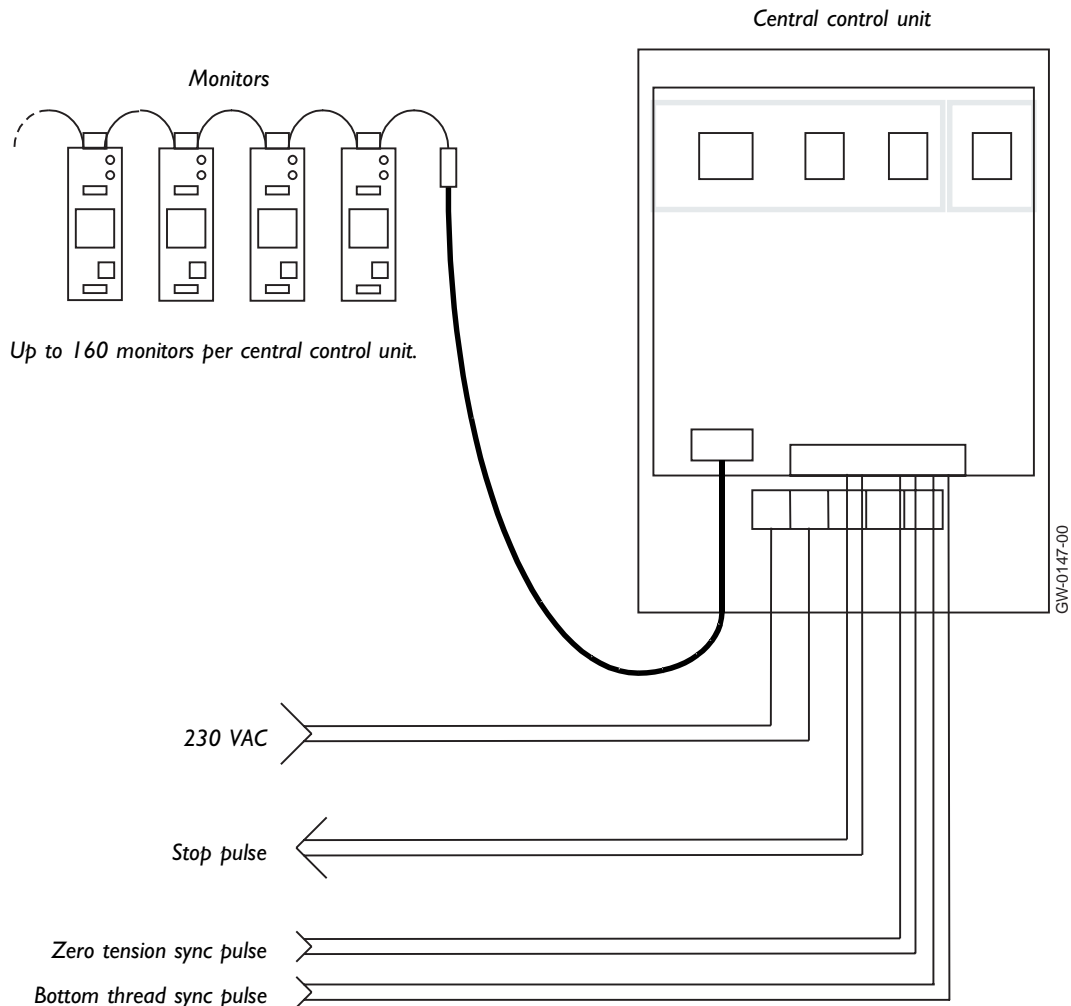 Central control unit
Monitors
Up to 160 monitors per central control unit.
GW-0147-00
230 VAC
Stop pulse
Zero tension sync pulse
Bottom thread sync pulse